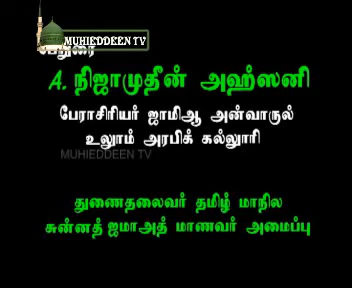 MUHIEDDEEN TV
A. நிஜாமுதீன் அஹ்ஸனி
பேராசிரியர் ஜாமிஆ அன்வாருல்
உலூம் அரபிக் கல்லூரி
MUHIEDDEEN TV
துணைதலைவர் தமிழ் மாநில
சுன்னத் ஜமாஅத் மாணவர் அமைப்பு